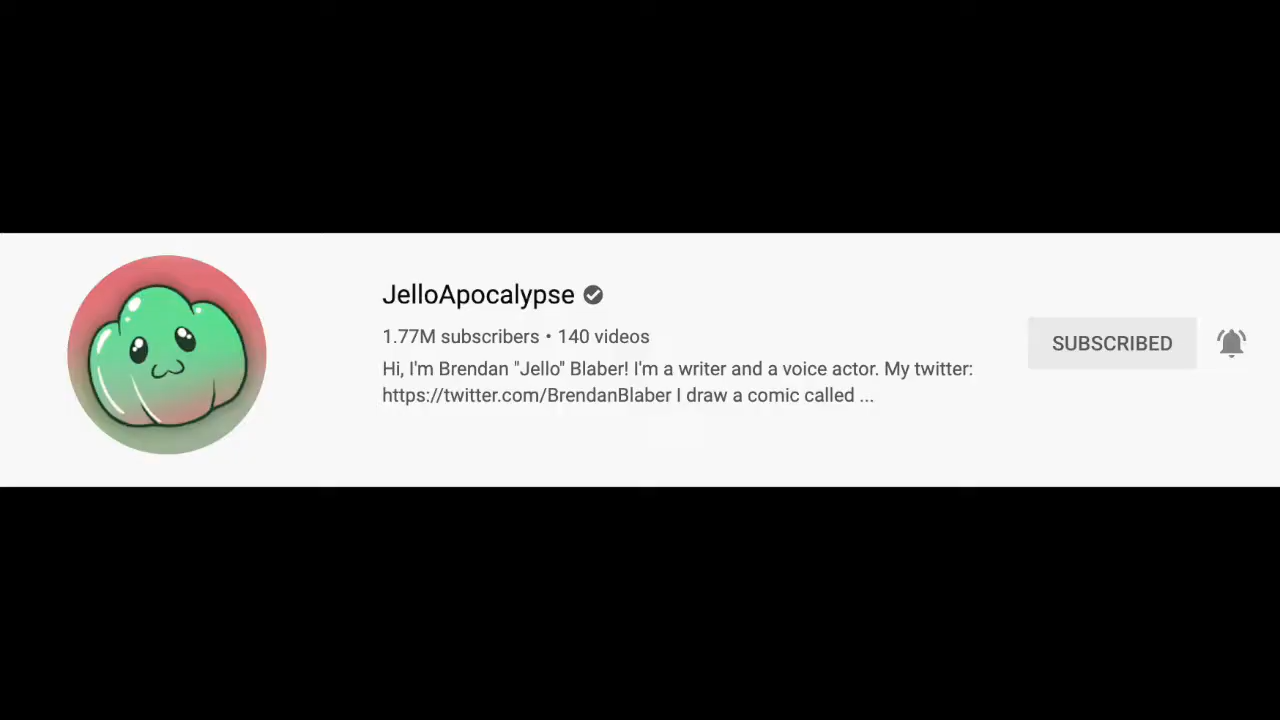 JelloApocalypse
1.77M subscribers • 140 videos
Hi, I'm Brendan "Jello" Blaber! I'm a writer and a voice actor. My twitter:
https://twitter.com/BrendanBlaber I draw a comic called ...
SUBSCRIBED